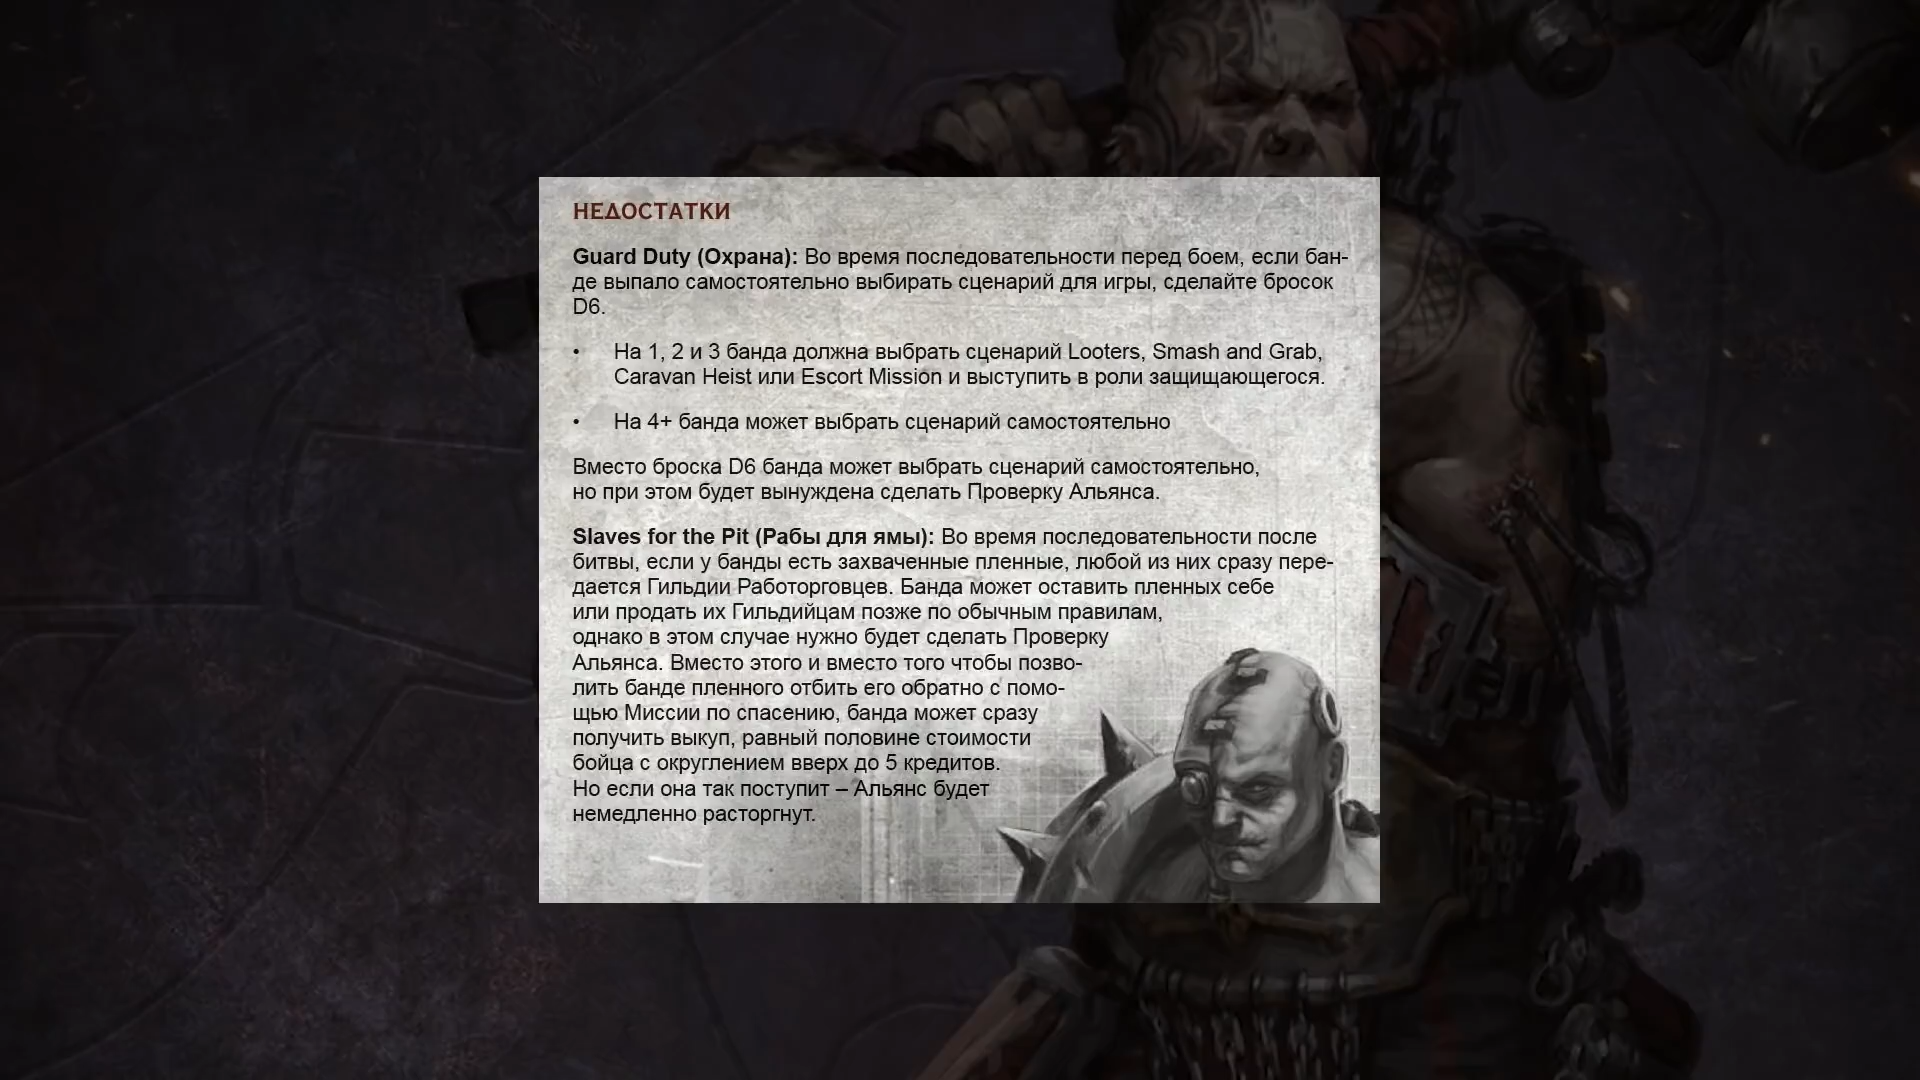 НЕДОСТАТКИ
Guard Duty (Охрана): Во время последовательности перед боем, если бан-
де выпало самостоятельно выбирать сценарий для игры, сделайте бросок
D6.
• На 1, 2 и 3 банда должна выбрать сценарий Looters, Smash and Grab,
Caravan Heist или Escort Mission и выступить в роли защищающегося.
• На 4+ банда может выбрать сценарий самостоятельно
Вместо броска D6 банда может выбрать сценарий самостоятельно,
но при этом будет вынуждена сделать Проверку Альянса.
Slaves for the Pit (Рабы для ямы): Во время последовательности после
битвы, если у банды есть захваченные пленные, любой из них сразу пере-
дается Гильдии Работорговцев. Банда может оставить пленных себе
или продать их Гильдийцам позже по обычным правилам,
однако в этом случае нужно будет сделать Проверку
Альянса. Вместо этого и вместо того чтобы позво-
лить банде пленного отбить его обратно с помо-
щью Миссии по спасению, банда может сразу
получить выкуп, равный половине стоимости
бойца с округлением вверх до 5 кредитов.
Но если она так поступит – Альянс будет
немедленно расторгнут.